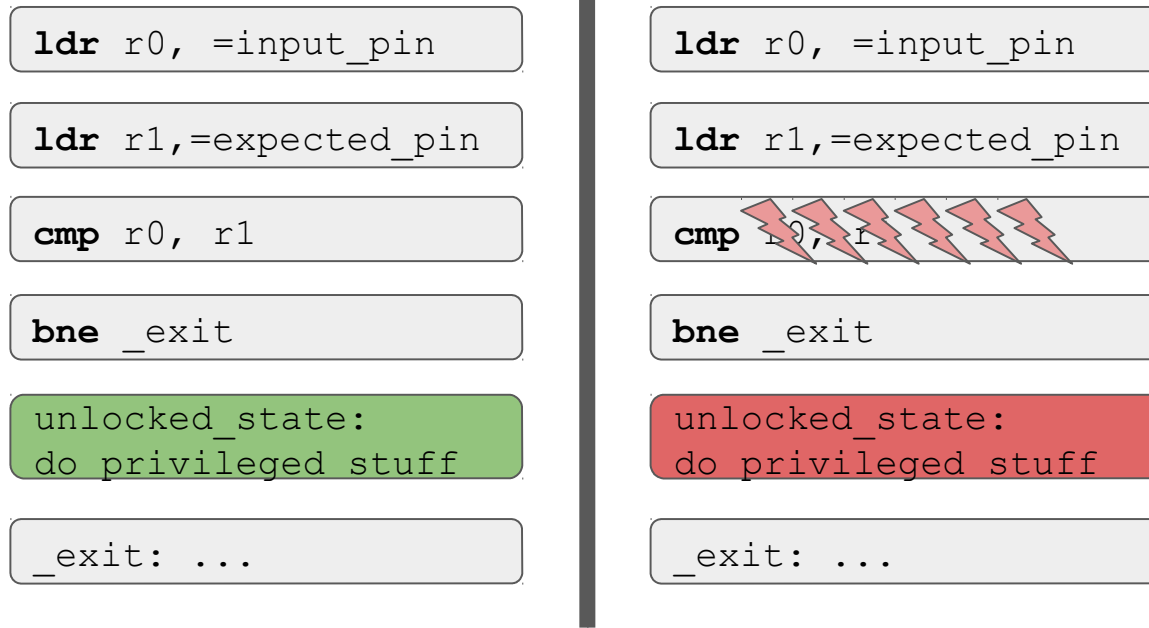 ldr r0, =input_pin
ldr r1,=expected_pin
cmp r0, r1
bne _exit
unlocked_state:
do privileged stuff
_exit: ...
ldr r0, =input_pin
ldr r1,=expected_pin
cmp r0, r
bne _exit
unlocked_state:
do privileged stuff
_exit: ...